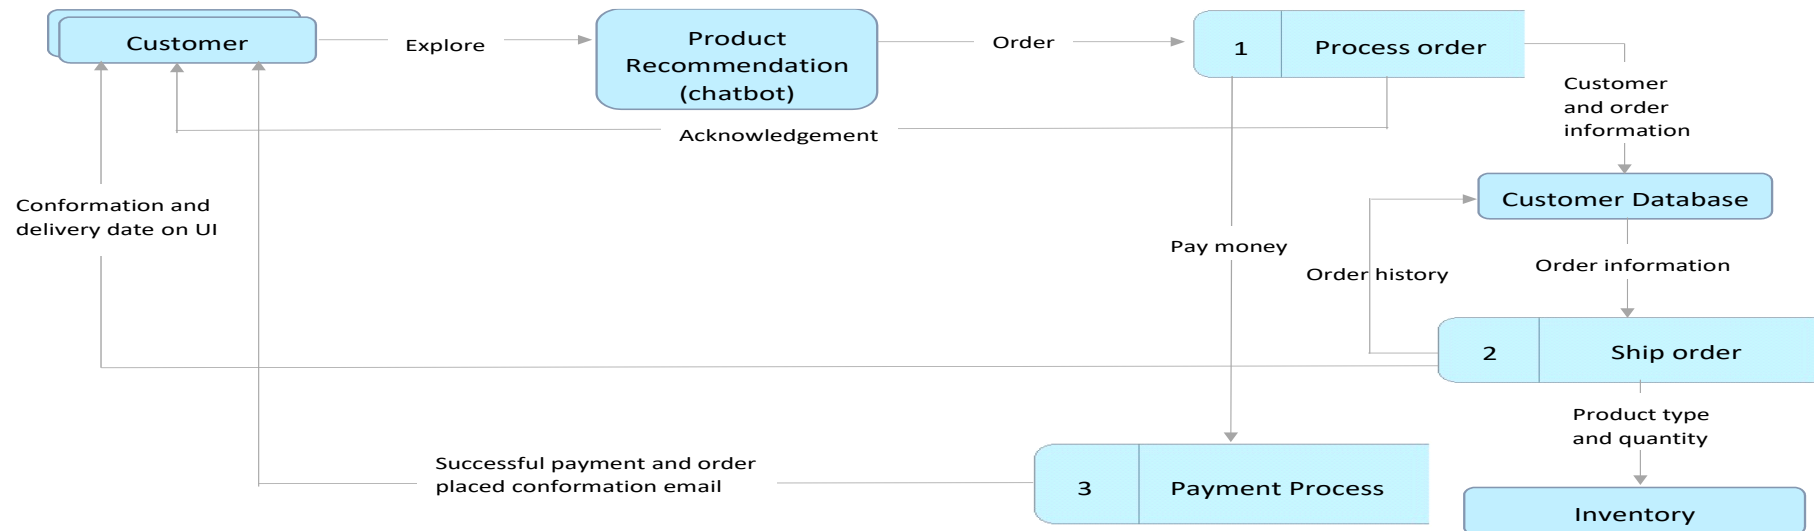 Customer
Explore
Product
Recommendation
(chatbot)
Order
1
Process order
Customer
and order
information
Acknowledgement
Customer Database
Conformation and
delivery date on UI
Pay money
Order history
Order information
2
Ship order
Product type
and quantity
Successful payment and order
placed conformation email
3
Payment Process
Inventory